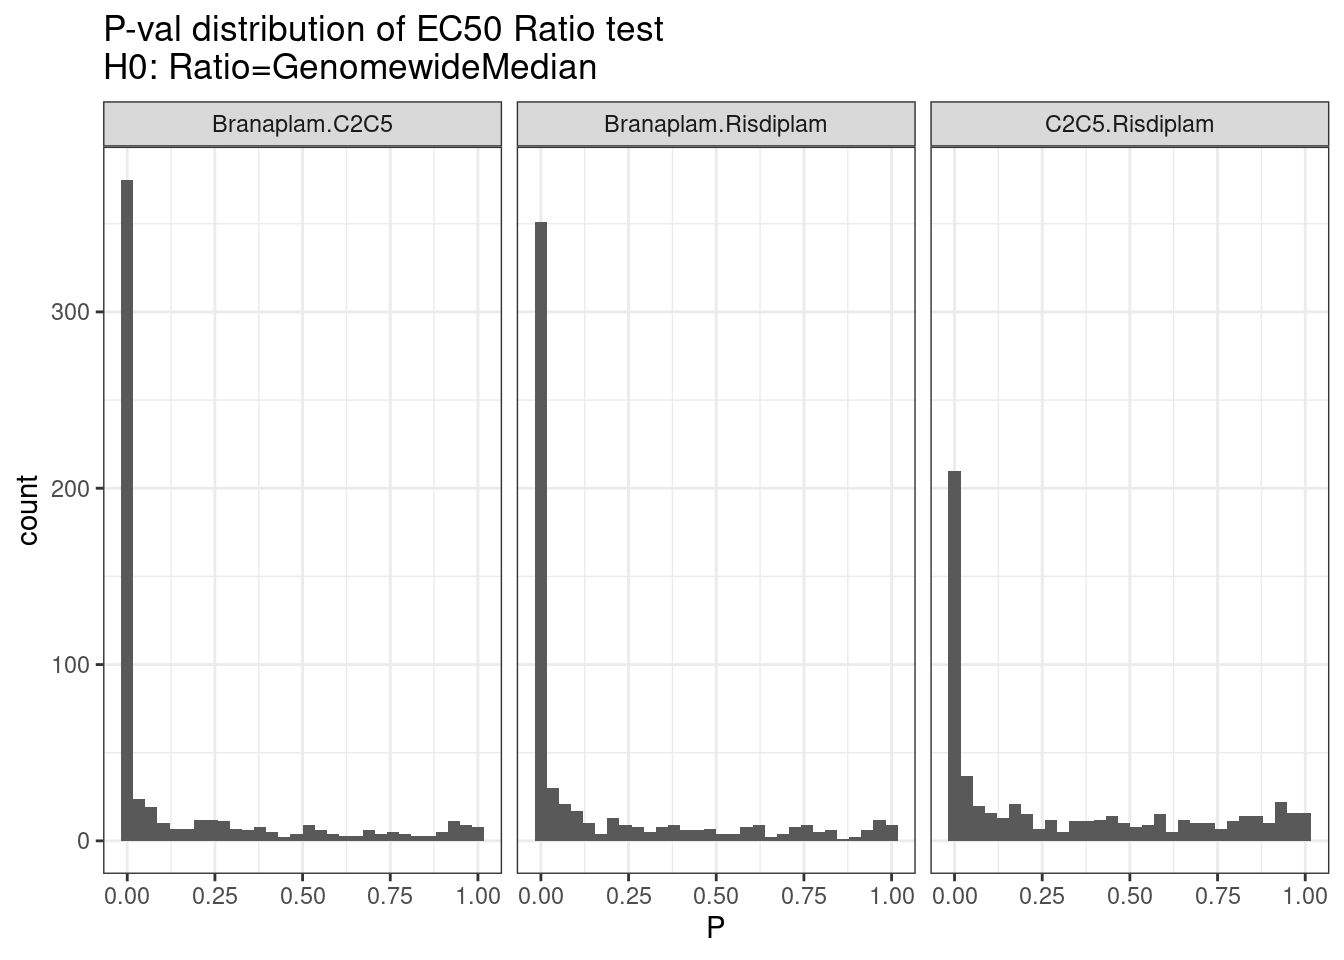 P-val distribution of EC50 Ratio test
H0: Ratio=GenomewideMedian
Branaplam.C2C5
Branaplam.Risdiplam
C2C5.Risdiplam
300
200
100
0
count
0.00 0.25 0.50 0.75 1.00
0.00 0.25 0.50 0.75 1.00
0.00 0.25 0.50 0.75 1.00
P